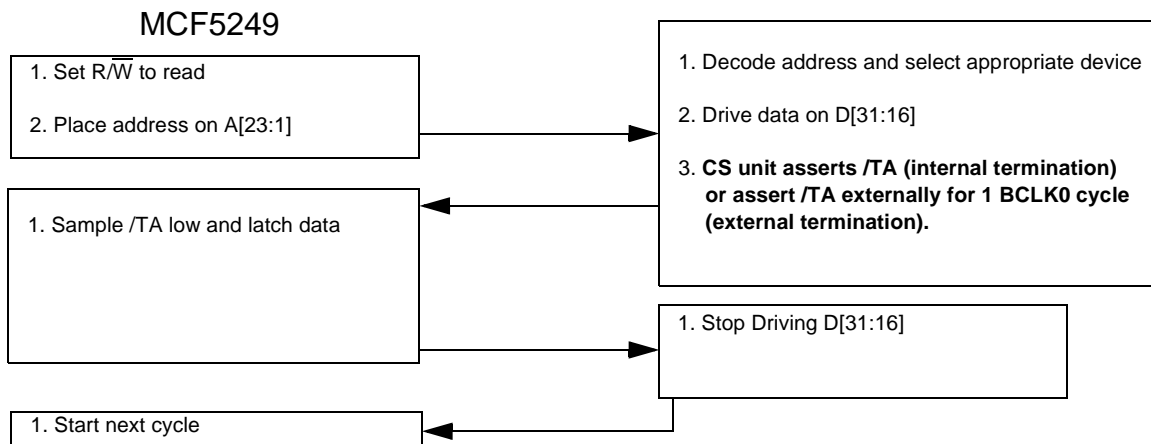 MCF5249
1. Set R/W̅ to read
2. Place address on A[23:1]
1. Decode address and select appropriate device
2. Drive data on D[31:16]
3. CS unit asserts /TA (internal termination)
or assert /TA externally for 1 BCLK0 cycle
(external termination).
1. Sample /TA low and latch data
1. Stop Driving D[31:16]
1. Start next cycle